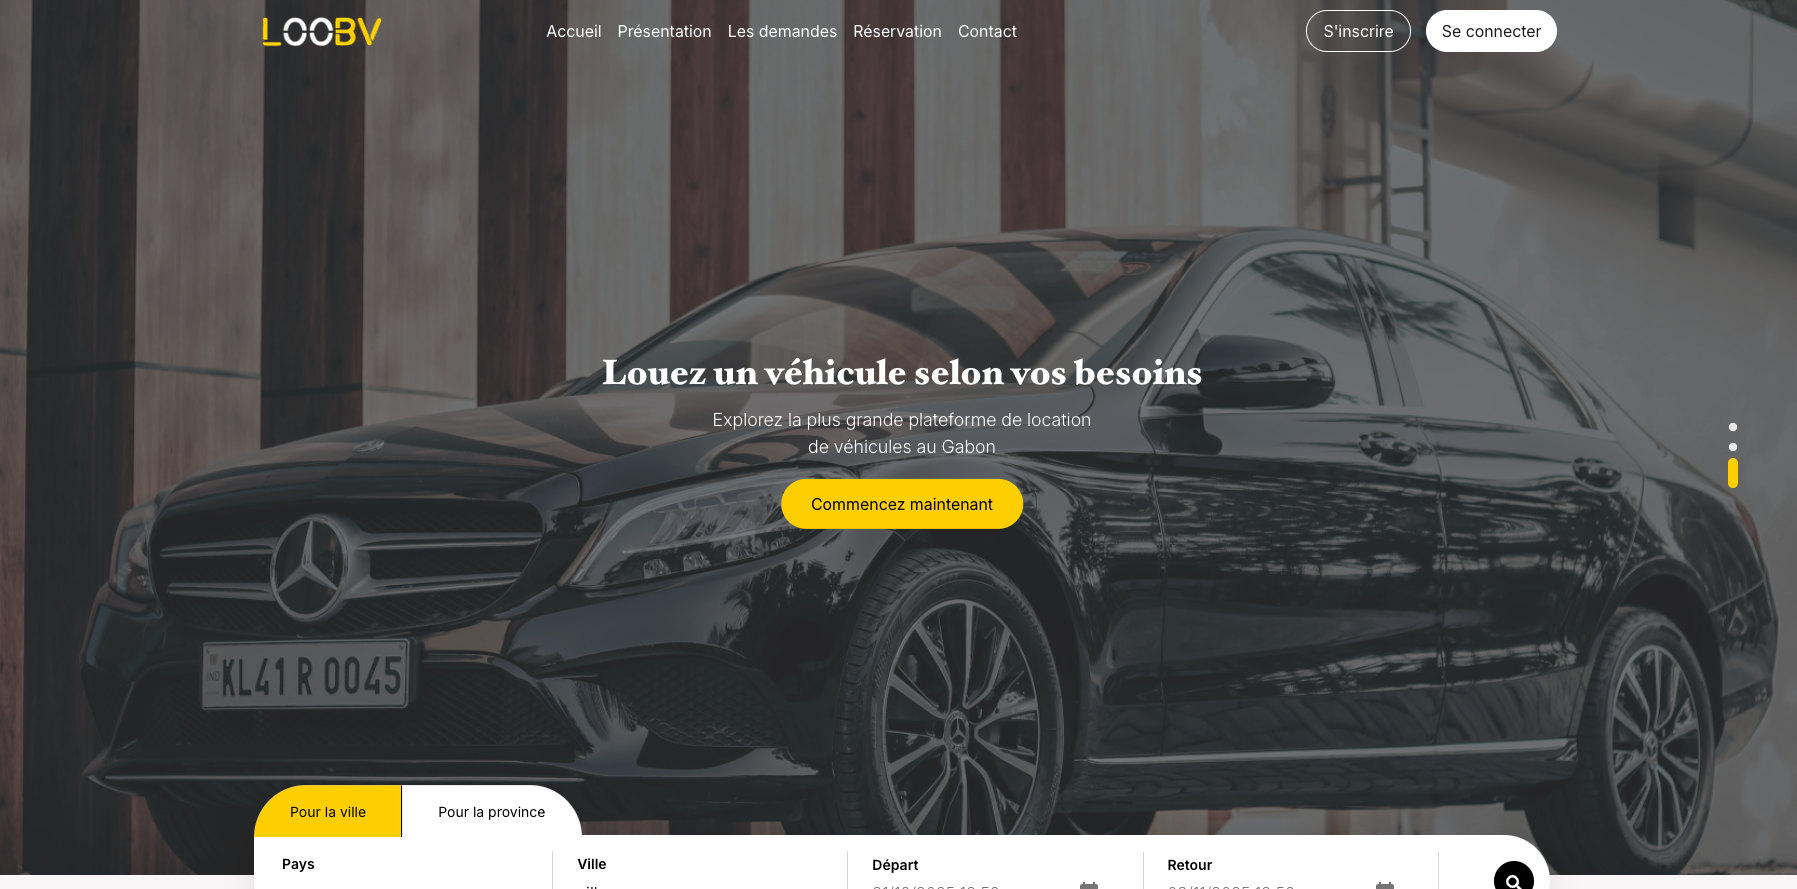 LOOBV
Accueil Présentation Les demandes Réservation Contact
S'inscrire Se connecter
Louez un véhicule selon vos besoins
Explorez la plus grande plateforme de location
de véhicules au Gabon
Commencez maintenant
IND KL41 R 0045
Pour la ville Pour la province
Pays Ville Départ Retour